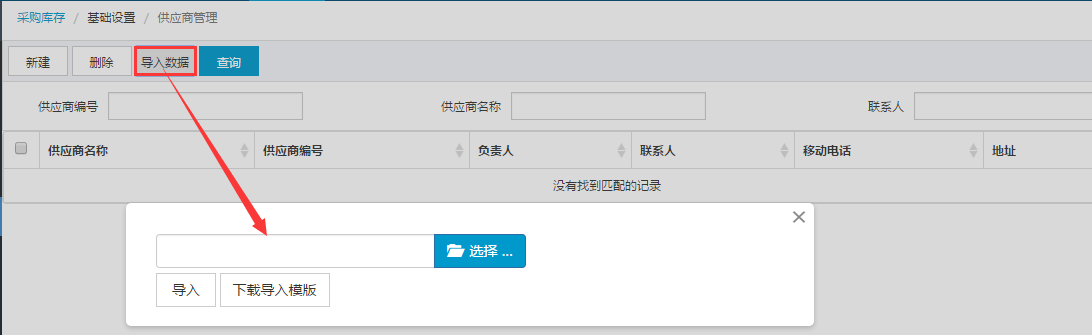 采购库存 / 基础设置 / 供应商管理
新建 删除 导入数据 查询
供应商编号 供应商名称 联系人
供应商名称 供应商编号 负责人 联系人 移动电话 地址
没有找到匹配的记录
×
选择 ...
导入 下载导入模版